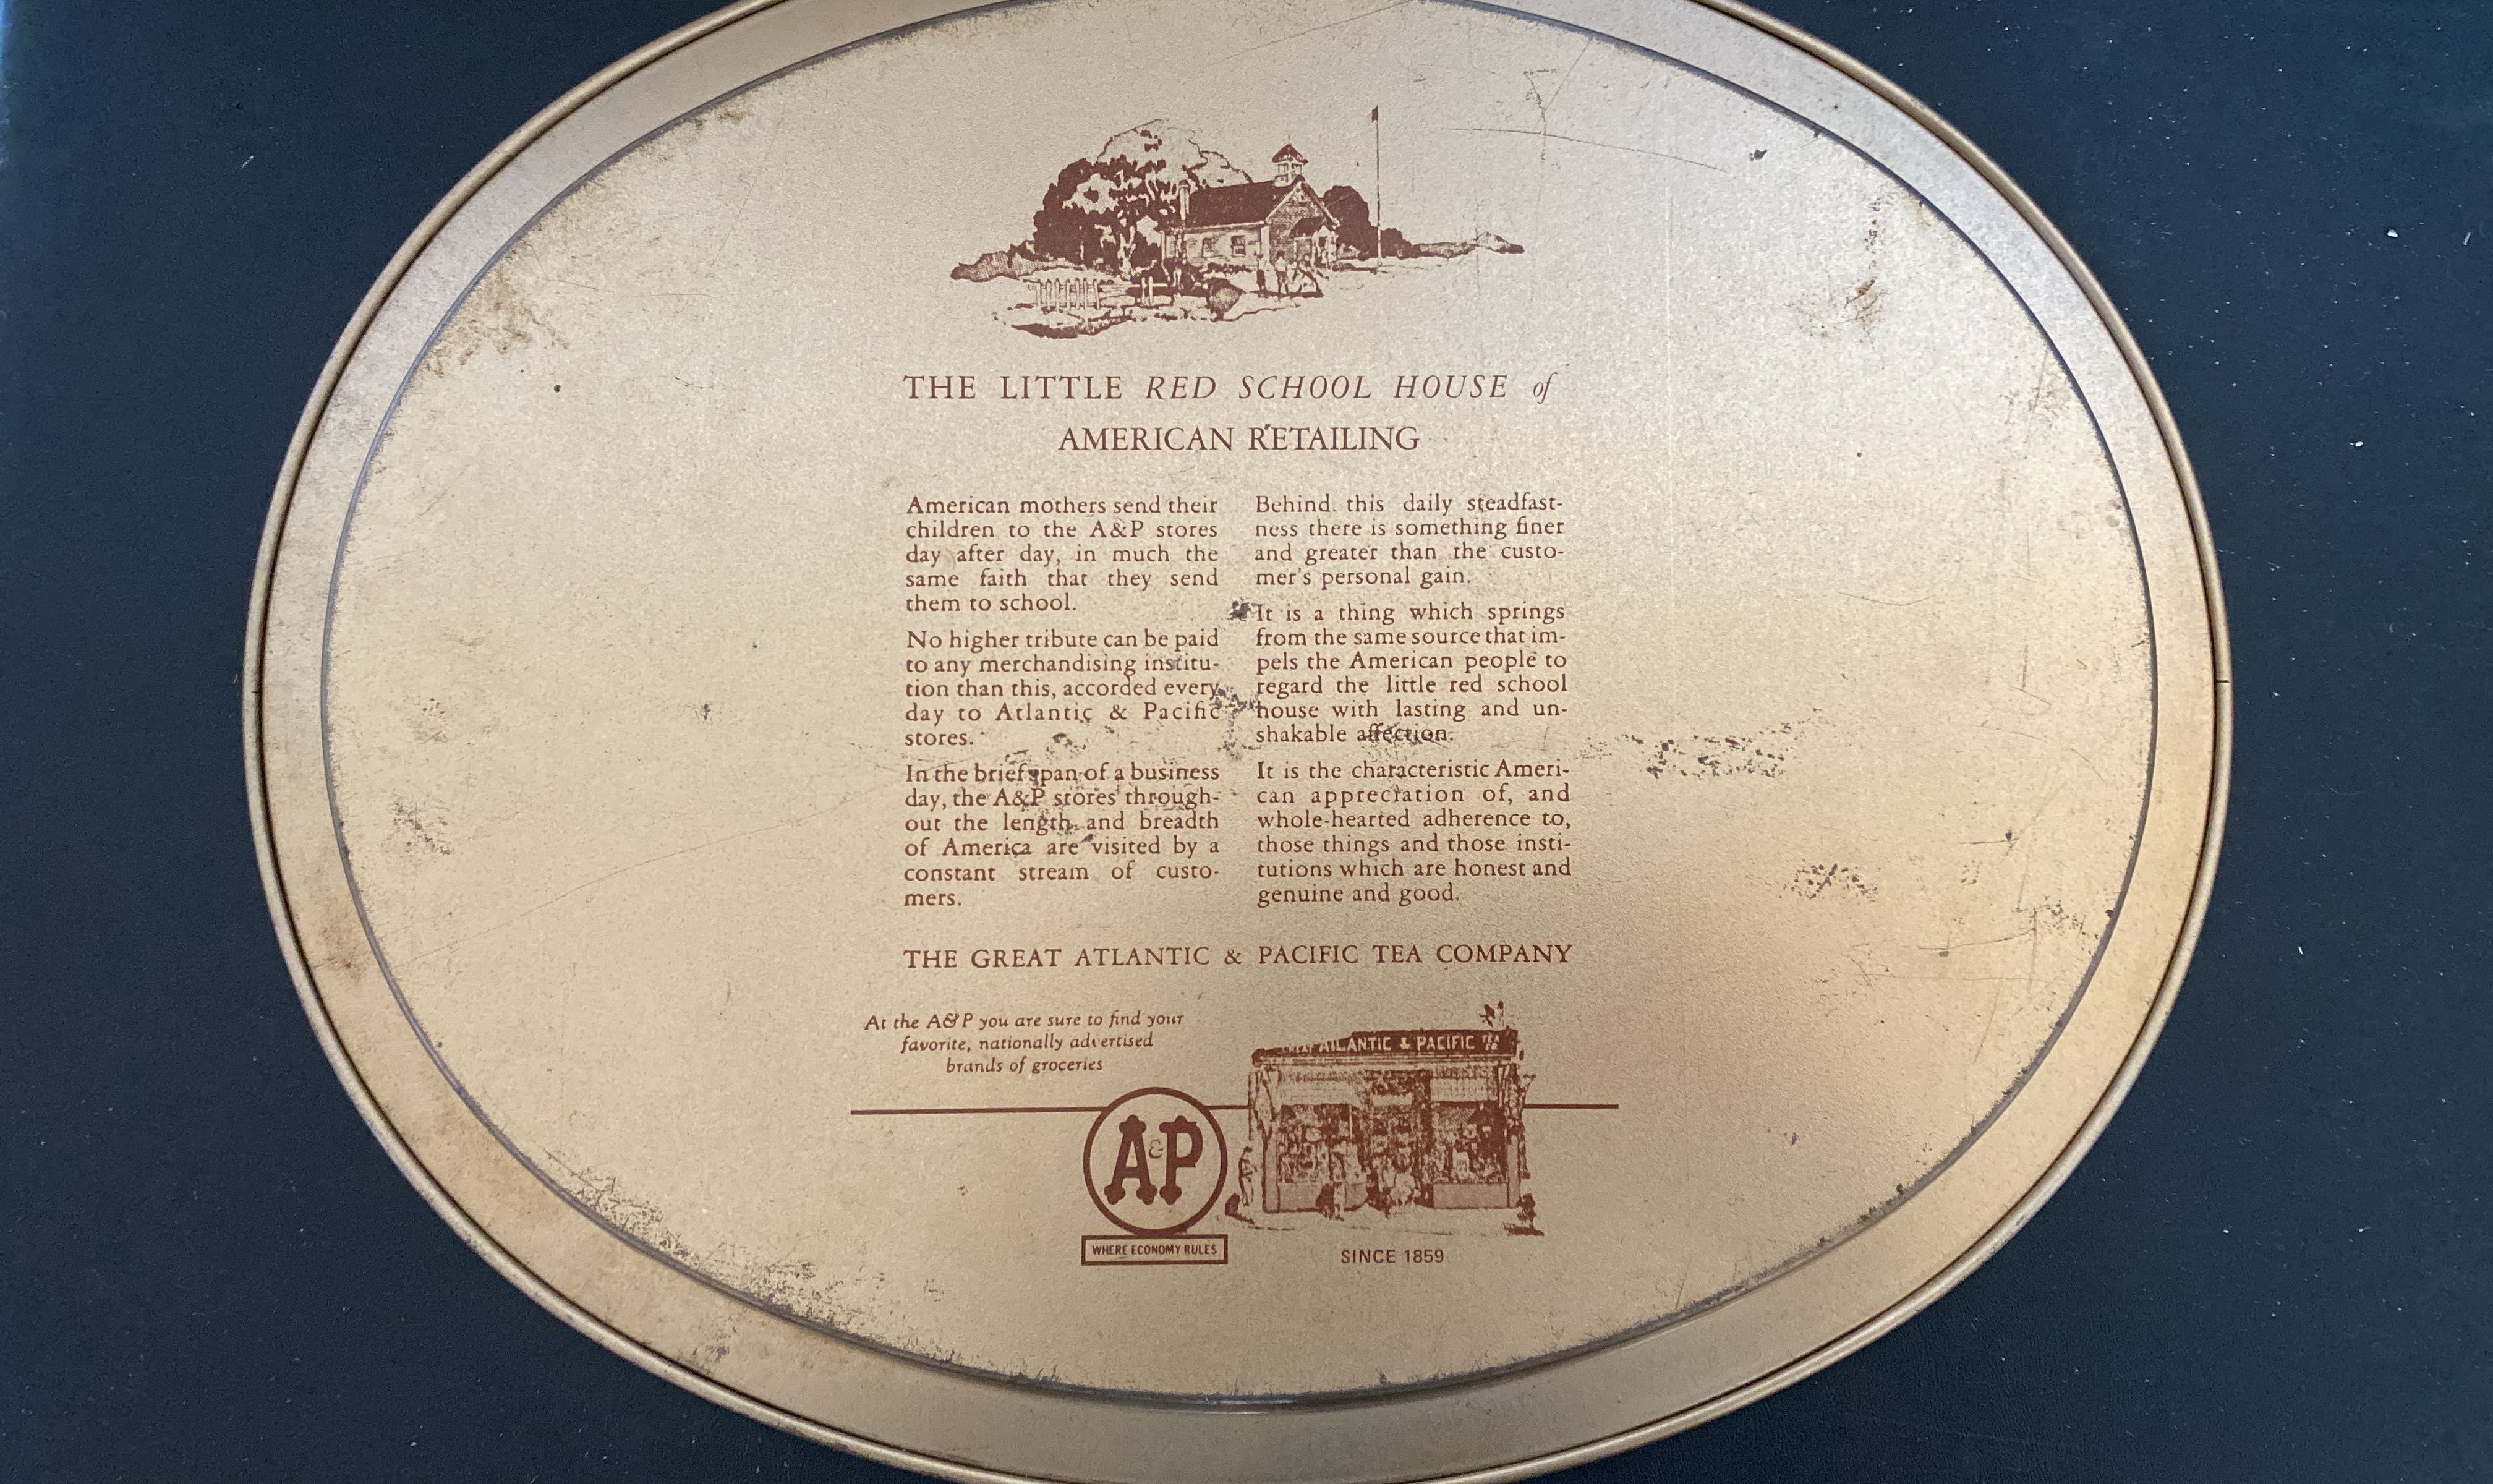 THE LITTLE RED SCHOOL HOUSE of
AMERICAN RETAILING
American mothers send their
children to the A&P stores
day after day, in much the
same faith that they send
them to school.
No higher tribute can be paid
to any merchandising institu-
tion than this, accorded every
day to Atlantic & Pacific
stores.
In the brief span of a business
day, the A&P stores through-
out the length and breadth
of America are visited by a
constant stream of custo-
mers.
Behind this daily steadfast-
ness there is something finer
and greater than the custo-
mer's personal gain.
It is a thing which springs
from the same source that im-
pels the American people to
regard the little red school
house with lasting and un-
shakable affection.
It is the characteristic Ameri-
can appreciation of, and
whole-hearted adherence to,
those things and those insti-
tutions which are honest and
genuine and good.
THE GREAT ATLANTIC & PACIFIC TEA COMPANY
At the A&P you are sure to find your
favorite, nationally advertised
brands of groceries
GREAT ATLANTIC & PACIFIC TEA CO
A&P
WHERE ECONOMY RULES
SINCE 1859